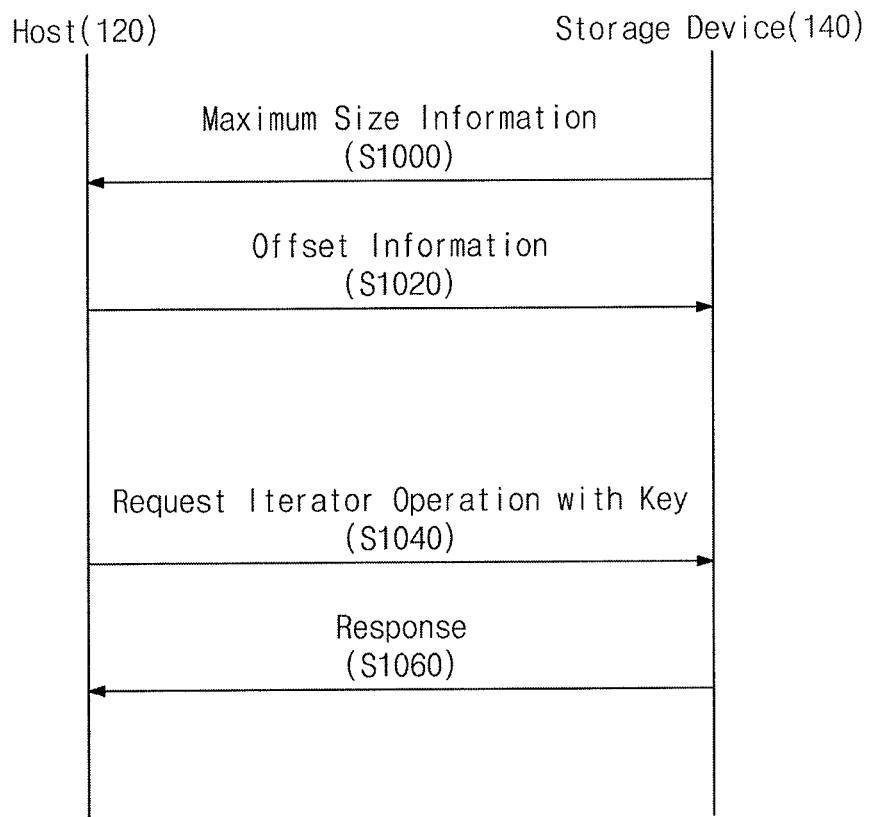 Host(120)
Storage Device(140)
Maximum Size Information
(S1000)
Offset Information
(S1020)
Request Iterator Operation with Key
(S1040)
Response
(S1060)